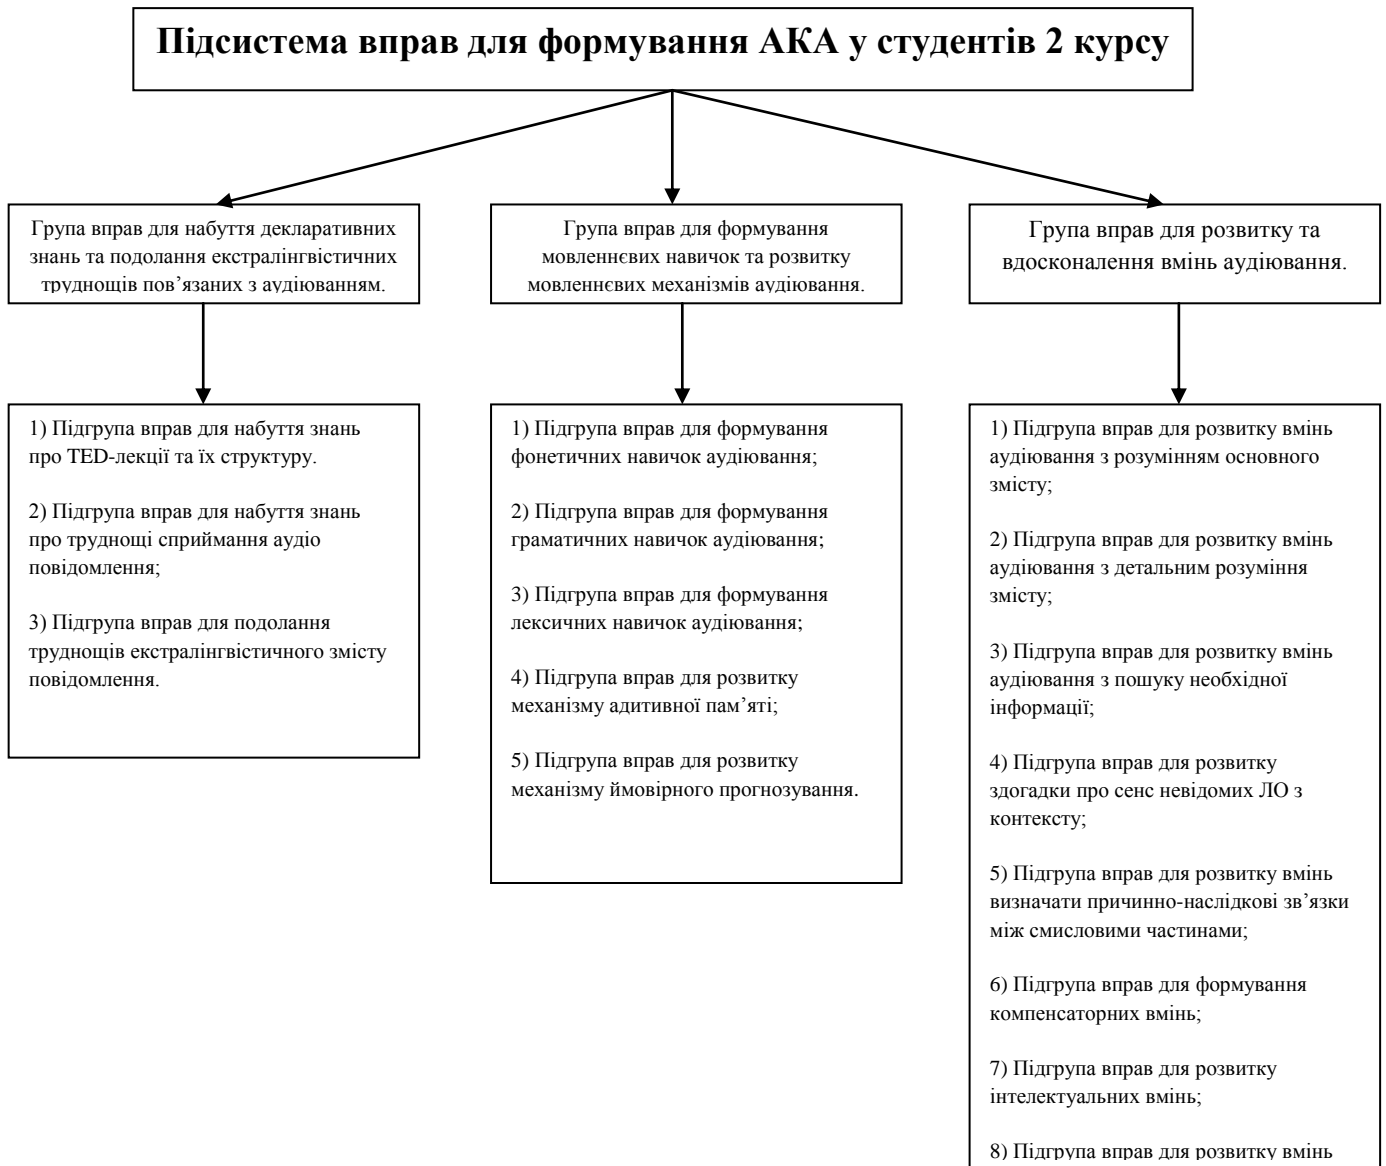 Підсистема вправ для формування АКА у студентів 2 курсу
Група вправ для набуття декларативних
знань та подолання екстралінгвістичних
труднощів пов’язаних з аудіюванням.
Група вправ для формування
мовленнєвих навичок та розвитку
мовленнєвих механізмів аудіювання.
Група вправ для розвитку та
вдосконалення вмінь аудіювання.
1) Підгрупа вправ для набуття знань
про TED-лекції та їх структуру.
2) Підгрупа вправ для набуття знань
про труднощі сприймання аудіо
повідомлення;
3) Підгрупа вправ для подолання
труднощів екстралінгвістичного змісту
повідомлення.
1) Підгрупа вправ для формування
фонетичних навичок аудіювання;
2) Підгрупа вправ для формування
граматичних навичок аудіювання;
3) Підгрупа вправ для формування
лексичних навичок аудіювання;
4) Підгрупа вправ для розвитку
механізму адитивної пам’яті;
5) Підгрупа вправ для розвитку
механізму ймовірного прогнозування.
1) Підгрупа вправ для розвитку вмінь
аудіювання з розумінням основного
змісту;
2) Підгрупа вправ для розвитку вмінь
аудіювання з детальним розуміння
змісту;
3) Підгрупа вправ для розвитку вмінь
аудіювання з пошуку необхідної
інформації;
4) Підгрупа вправ для розвитку
здогадки про сенс невідомих ЛО з
контексту;
5) Підгрупа вправ для розвитку вмінь
визначати причинно-наслідкові зв’язки
між смисловими частинами;
6) Підгрупа вправ для формування
компенсаторних вмінь;
7) Підгрупа вправ для розвитку
інтелектуальних вмінь;
8) Підгрупа вправ для розвитку вмінь